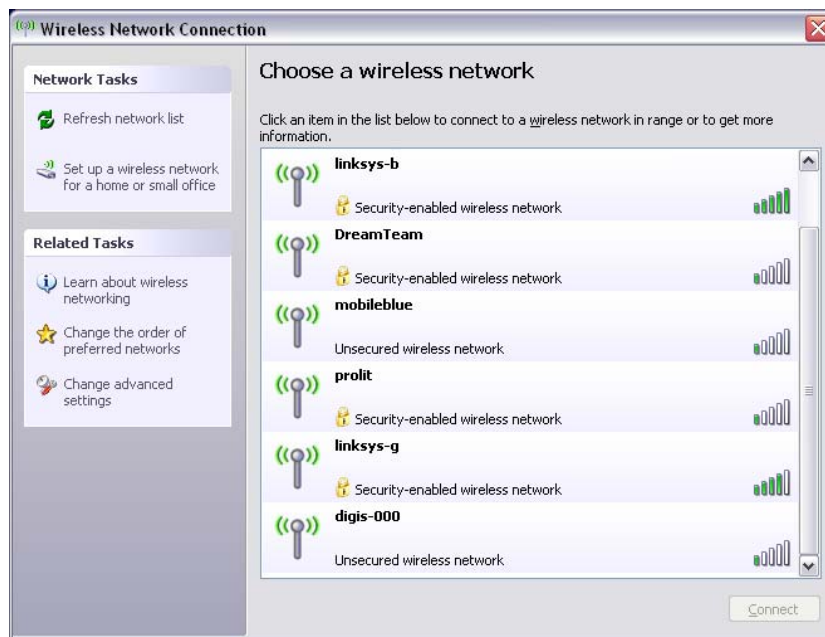 Wireless Network Connection
Network Tasks
Refresh network list
Set up a wireless network
for a home or small office
Related Tasks
Learn about wireless
networking
Change the order of
preferred networks
Change advanced
settings
Choose a wireless network
Click an item in the list below to connect to a wireless network in range or to get more
information.
linksys-b
Security-enabled wireless network
DreamTeam
Security-enabled wireless network
mobileblue
Unsecured wireless network
prolit
Security-enabled wireless network
linksys-g
Security-enabled wireless network
digis-000
Unsecured wireless network
Connect